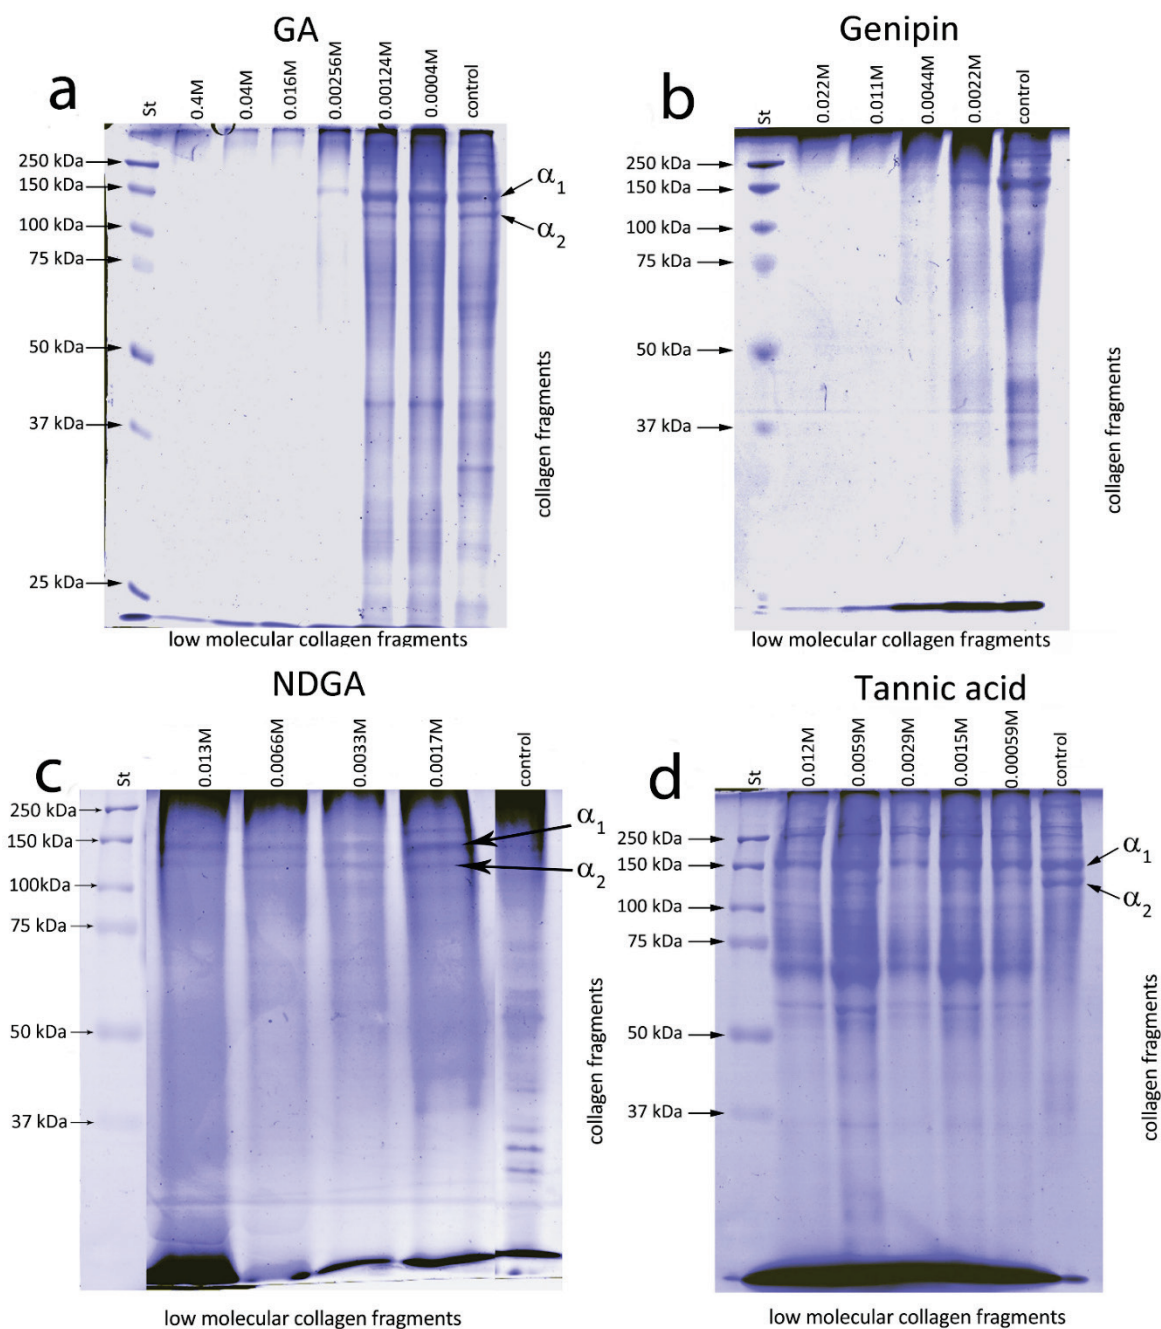 GA
a
St
0.4M
0.04M
0.016M
0.00256M
0.00124M
0.0004M
control
250 kDa
150 kDa
100 kDa
75 kDa
50 kDa
37 kDa
25 kDa
α1
α2
collagen fragments
low molecular collagen fragments
Genipin
b
St
0.022M
0.011M
0.0044M
0.0022M
control
250 kDa
150 kDa
100 kDa
75 kDa
50 kDa
37 kDa
collagen fragments
low molecular collagen fragments
NDGA
c
St
0.013M
0.0066M
0.0033M
0.0017M
control
250 kDa
150 kDa
100kDa
75 kDa
50 kDa
37 kDa
α1
α2
collagen fragments
low molecular collagen fragments
Tannic acid
d
St
0.012M
0.0059M
0.0029M
0.0015M
0.00059M
control
250 kDa
150 kDa
100 kDa
75 kDa
50 kDa
37 kDa
α1
α2
collagen fragments
low molecular collagen fragments